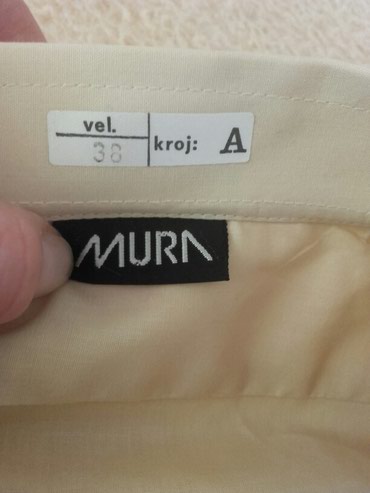 vel.
38
kroj: A
MURA